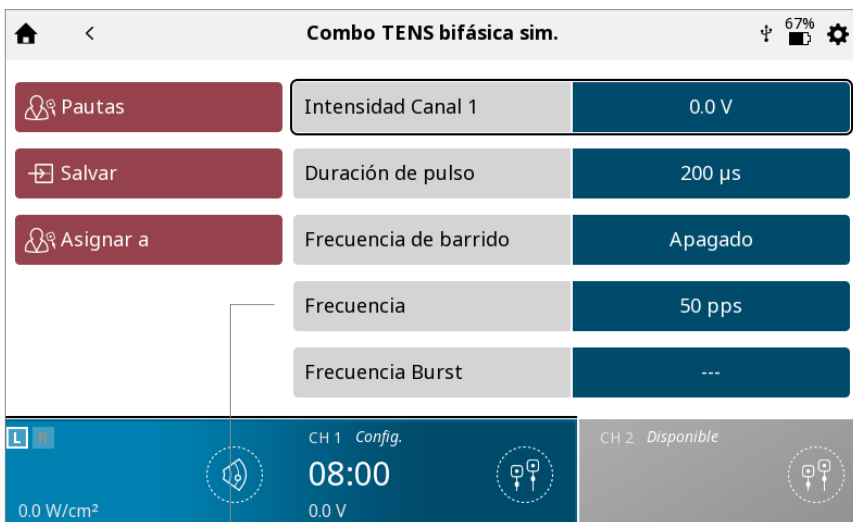 Combo TENS bifásica sim.
67%
Pautas
Salvar
Asignar a
Intensidad Canal 1 0.0 V
Duración de pulso 200 µs
Frecuencia de barrido Apagado
Frecuencia 50 pps
Frecuencia Burst ---
L R
0.0 W/cm²
CH 1 Config.
08:00
0.0 V
CH 2 Disponible